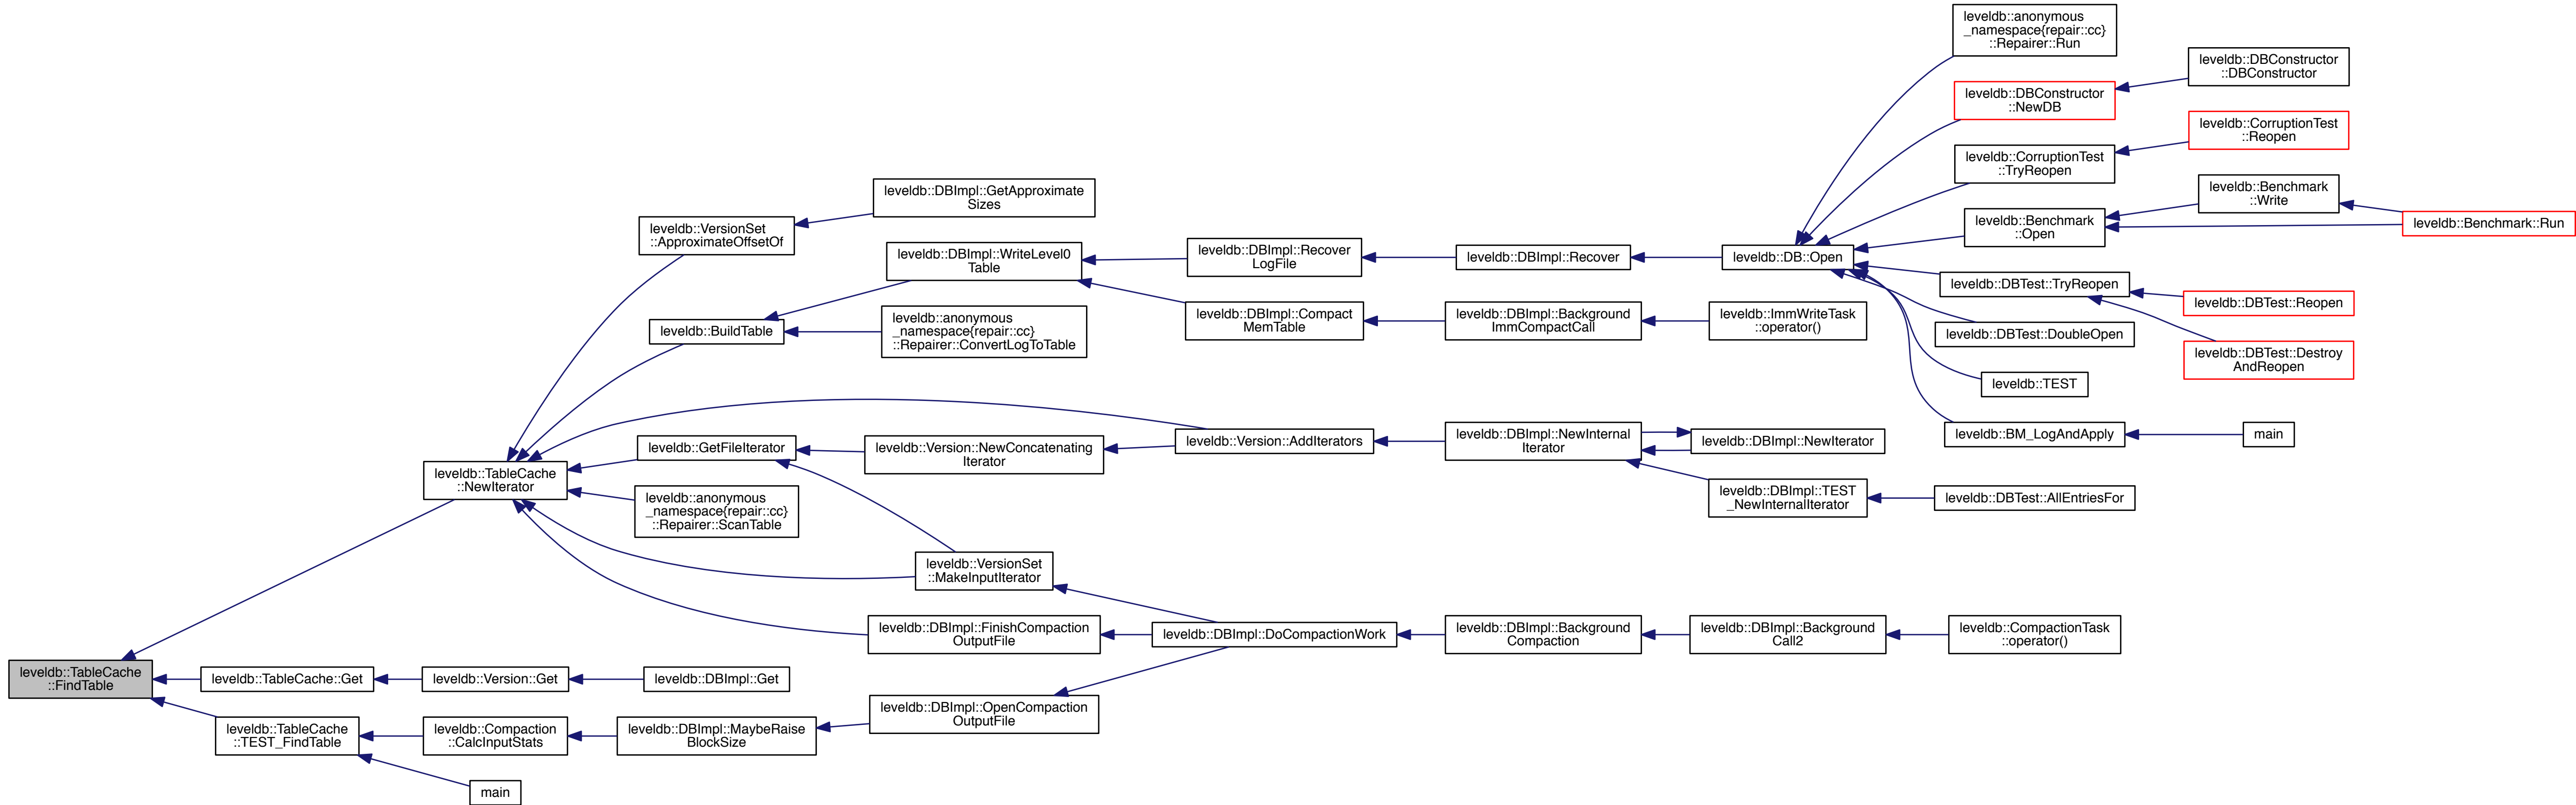 leveldb::anonymous
_namespace{repair::cc}
::Repairer::Run
leveldb::DBConstructor
::DBConstructor
leveldb::DBConstructor
::NewDB
leveldb::CorruptionTest
::Reopen
leveldb::CorruptionTest
::TryReopen
leveldb::Benchmark
::Write
leveldb::DBImpl::GetApproximate
Sizes
leveldb::VersionSet
::ApproximateOffsetOf
leveldb::Benchmark
::Open
leveldb::Benchmark::Run
leveldb::DBImpl::WriteLevel0
Table
leveldb::DBImpl::Recover
LogFile
leveldb::DBImpl::Recover
leveldb::DB::Open
leveldb::DBTest::TryReopen
leveldb::DBTest::Reopen
leveldb::BuildTable
leveldb::anonymous
_namespace{repair::cc}
::Repairer::ConvertLogToTable
leveldb::DBImpl::Compact
MemTable
leveldb::DBImpl::Background
ImmCompactCall
leveldb::ImmWriteTask
::operator()
leveldb::DBTest::DoubleOpen
leveldb::DBTest::Destroy
AndReopen
leveldb::TEST
leveldb::BM_LogAndApply
main
leveldb::GetFileIterator
leveldb::Version::NewConcatenating
Iterator
leveldb::Version::AddIterators
leveldb::DBImpl::NewInternal
Iterator
leveldb::DBImpl::NewIterator
leveldb::TableCache
::NewIterator
leveldb::anonymous
_namespace{repair::cc}
::Repairer::ScanTable
leveldb::DBImpl::TEST
_NewInternalIterator
leveldb::DBTest::AllEntriesFor
leveldb::VersionSet
::MakeInputIterator
leveldb::DBImpl::FinishCompaction
OutputFile
leveldb::DBImpl::DoCompactionWork
leveldb::DBImpl::Background
Compaction
leveldb::DBImpl::Background
Call2
leveldb::CompactionTask
::operator()
leveldb::TableCache
::FindTable
leveldb::TableCache::Get
leveldb::Version::Get
leveldb::DBImpl::Get
leveldb::DBImpl::OpenCompaction
OutputFile
leveldb::TableCache
::TEST_FindTable
leveldb::Compaction
::CalcInputStats
leveldb::DBImpl::MaybeRaise
BlockSize
main